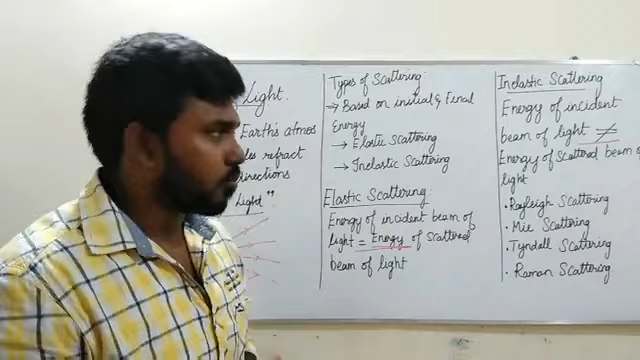 Light.
Earth's atmos
les refract
directions
light"
Types of Scattering:
→ Based on initial & Final
Energy
→ Elastic Scattering
→ Inelastic Scattering
Elastic Scattering:
Energy of incident beam of
light = Energy of scattered
beam of light
Inelastic Scattering
Energy of incident
beam of light ≠
Energy of scattered beam of
light
• Rayleigh Scattering
• Mie Scattering
• Tyndall Scattering
• Raman Scattering